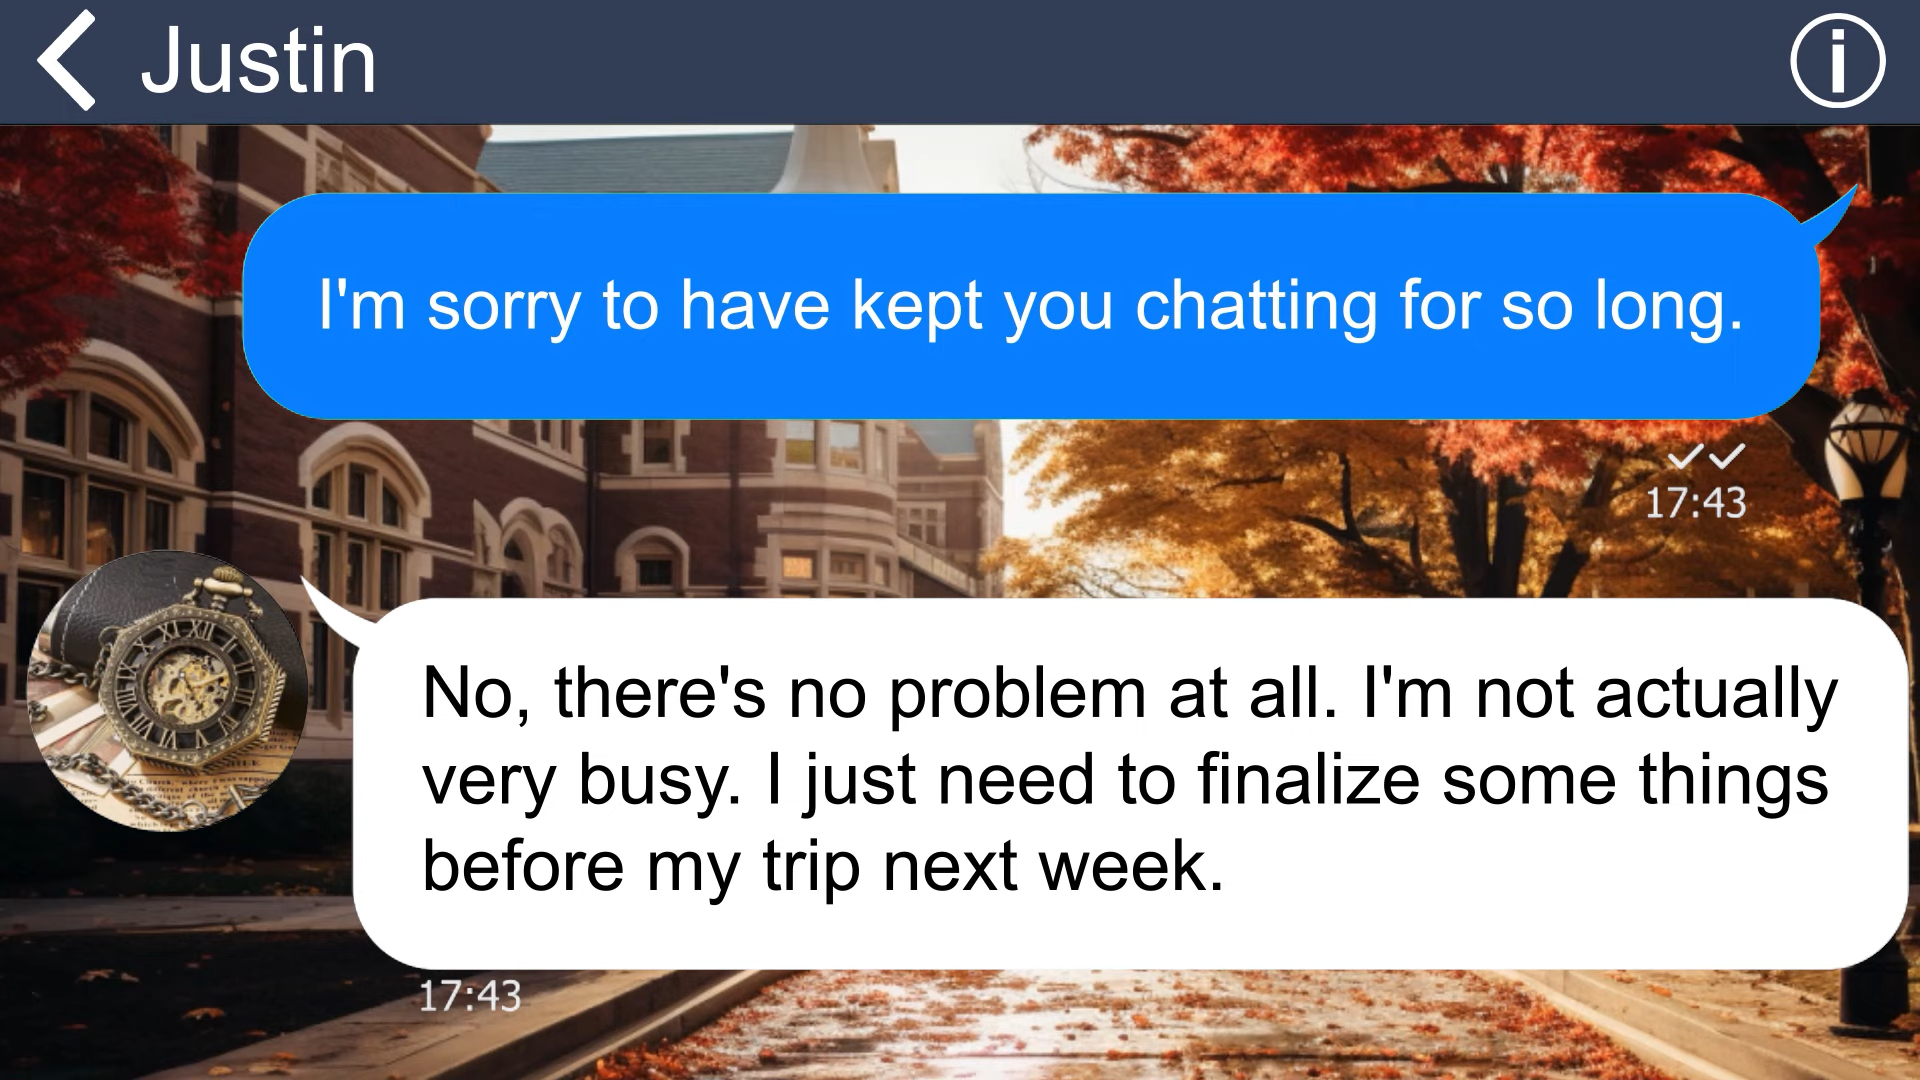 Justin
I'm sorry to have kept you chatting for so long.
17:43
No, there's no problem at all. I'm not actually
very busy. I just need to finalize some things
before my trip next week.
17:43